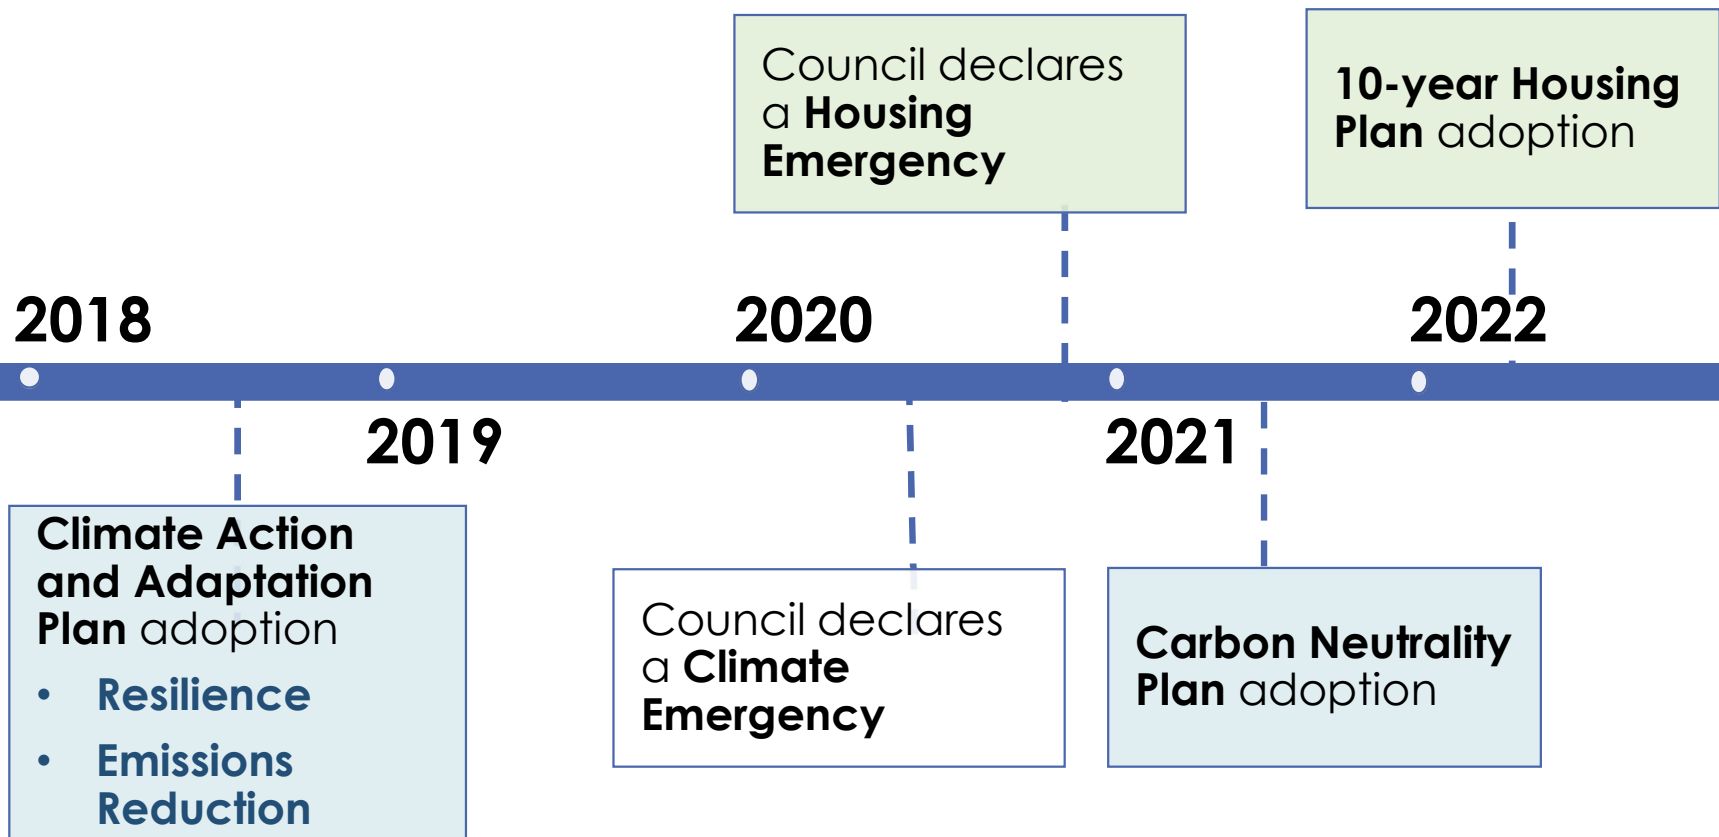 Council declares
a Housing
Emergency
10-year Housing
Plan adoption
2018
2020
2022
2019
2021
Climate Action
and Adaptation
Plan adoption
• Resilience
• Emissions
Reduction
Council declares
a Climate
Emergency
Carbon Neutrality
Plan adoption